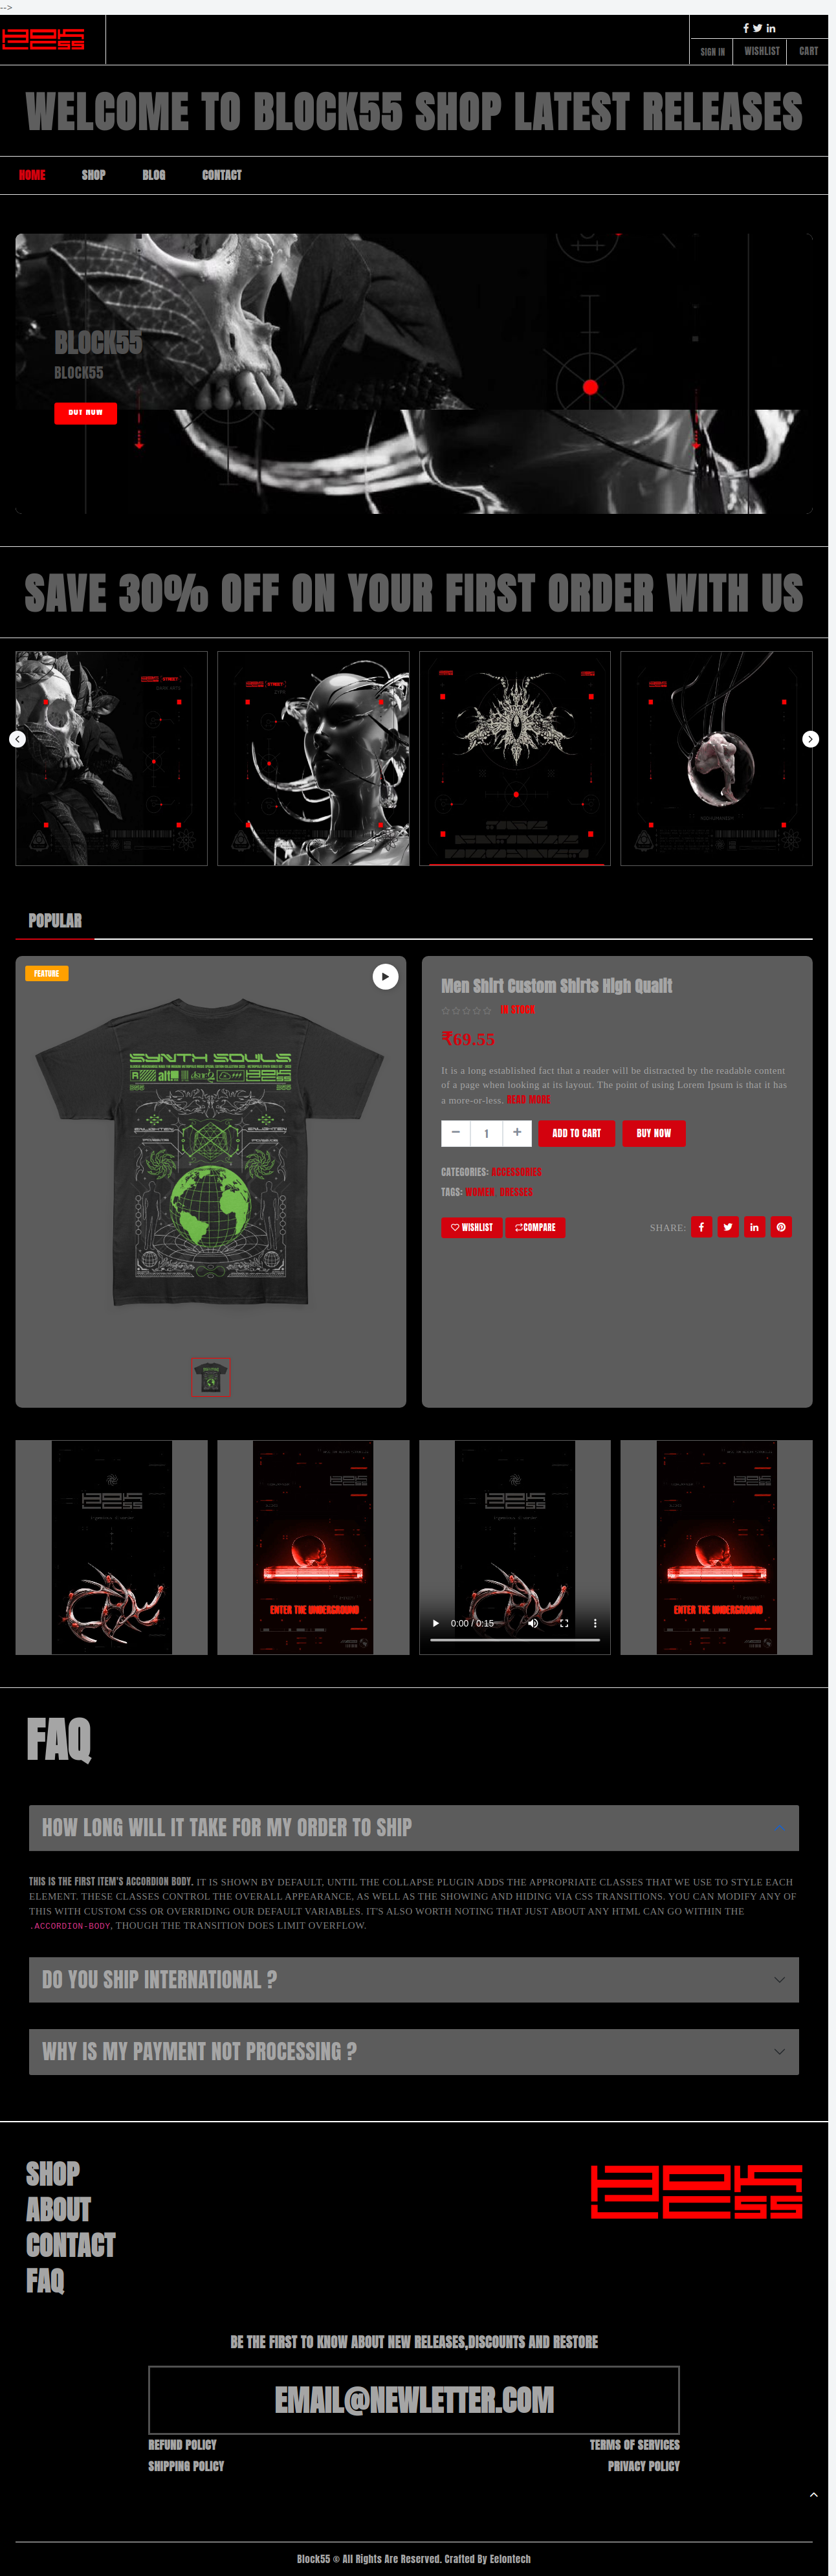 -->
SIGN IN
WISHLIST
CART
WELCOME TO BLOCK55 SHOP LATEST RELEASES
HOME
SHOP
BLOG
CONTACT
BLOCK55
BLOCK55
BUY NOW
SAVE 30% OFF ON YOUR FIRST ORDER WITH US
POPULAR
FEATURE
SYNTH SOULS
Men Shirt Custom Shirts High Qualit
IN STOCK
₹69.55
It is a long established fact that a reader will be distracted by the readable content
of a page when looking at its layout. The point of using Lorem Ipsum is that it has
a more-or-less. READ MORE
1
ADD TO CART
BUY NOW
CATEGORIES: ACCESSORIES
TAGS: WOMEN, DRESSES
WISHLIST
COMPARE
SHARE:
ENTER THE UNDERGROUND
0:00 / 0:15
ENTER THE UNDERGROUND
FAQ
HOW LONG WILL IT TAKE FOR MY ORDER TO SHIP
THIS IS THE FIRST ITEM'S ACCORDION BODY. IT IS SHOWN BY DEFAULT, UNTIL THE COLLAPSE PLUGIN ADDS THE APPROPRIATE CLASSES THAT WE USE TO STYLE EACH
ELEMENT. THESE CLASSES CONTROL THE OVERALL APPEARANCE, AS WELL AS THE SHOWING AND HIDING VIA CSS TRANSITIONS. YOU CAN MODIFY ANY OF
THIS WITH CUSTOM CSS OR OVERRIDING OUR DEFAULT VARIABLES. IT'S ALSO WORTH NOTING THAT JUST ABOUT ANY HTML CAN GO WITHIN THE
.ACCORDION-BODY, THOUGH THE TRANSITION DOES LIMIT OVERFLOW.
DO YOU SHIP INTERNATIONAL ?
WHY IS MY PAYMENT NOT PROCESSING ?
SHOP
ABOUT
CONTACT
FAQ
BE THE FIRST TO KNOW ABOUT NEW RELEASES,DISCOUNTS AND RESTORE
EMAIL@NEWLETTER.COM
REFUND POLICY
TERMS OF SERVICES
SHIPPING POLICY
PRIVACY POLICY
Block55 © All Rights Are Reserved. Crafted By Eelontech